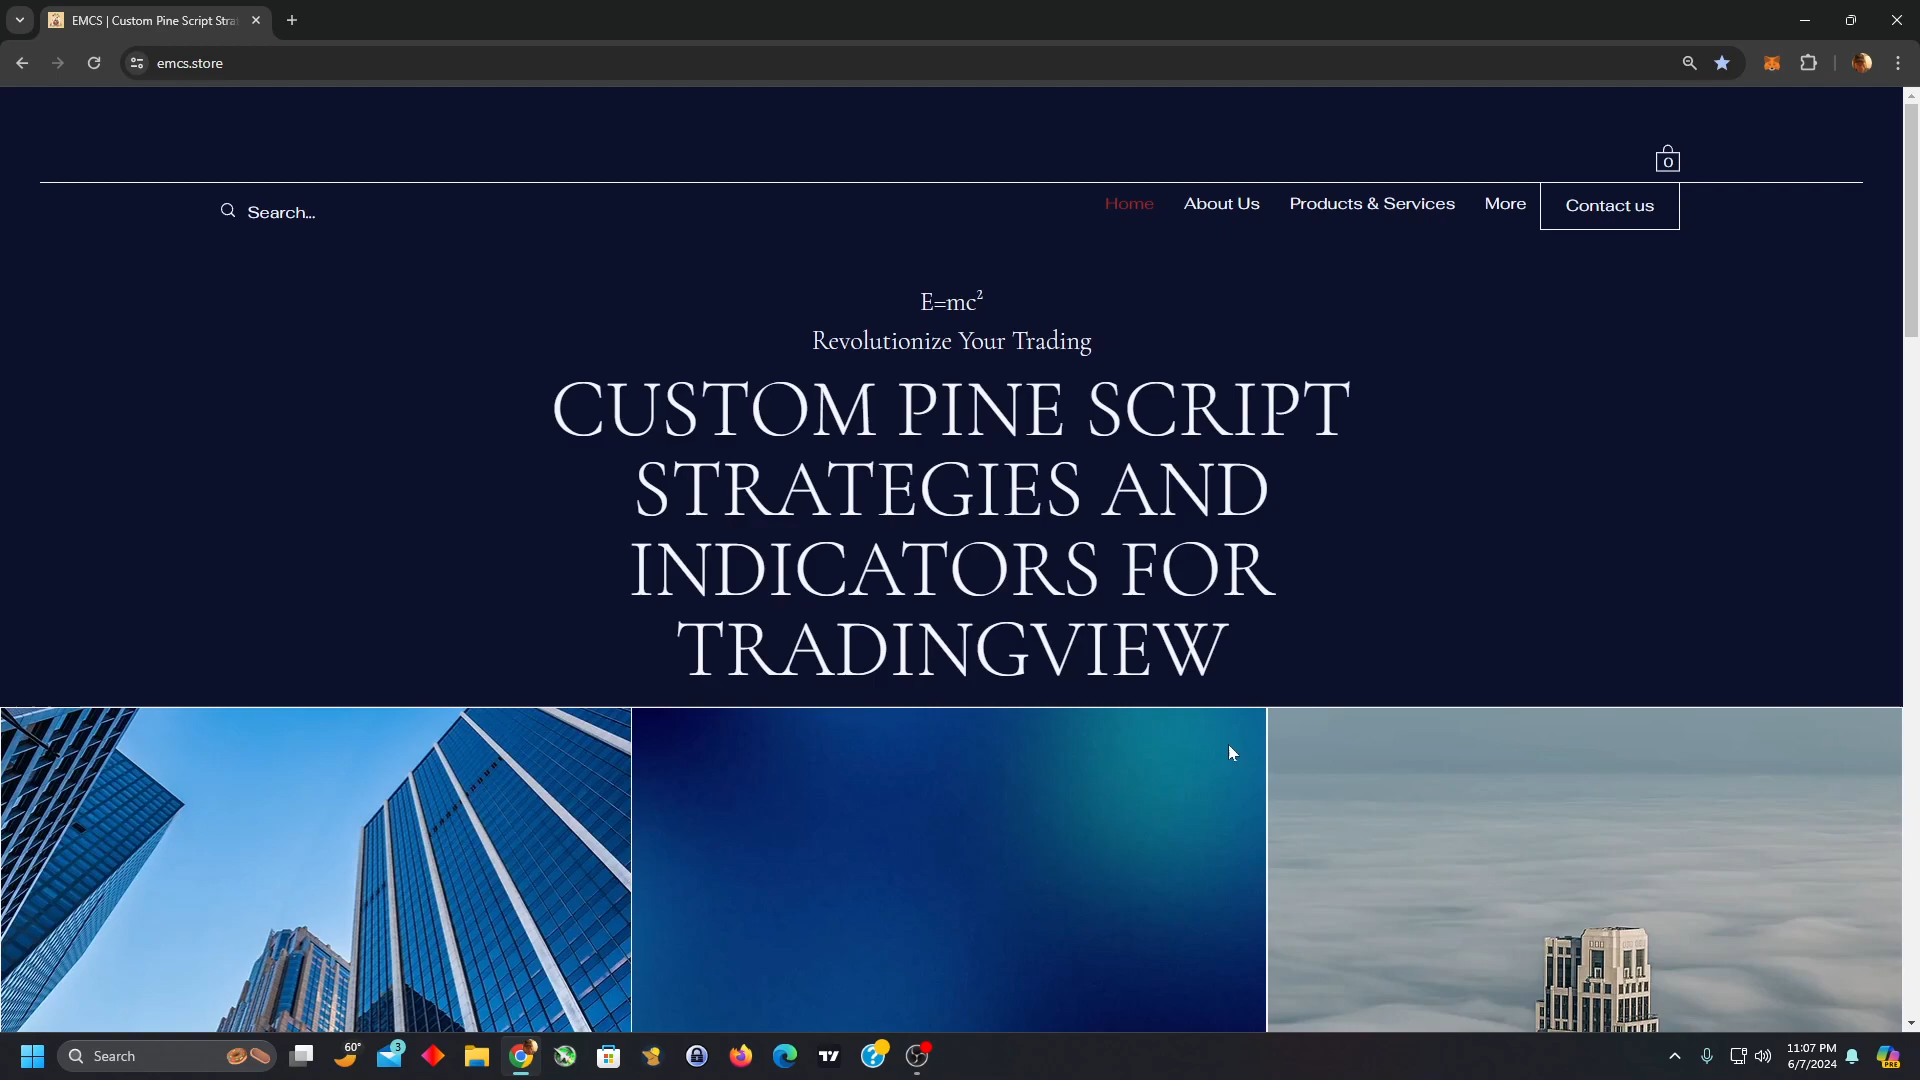 EMCS | Custom Pine Script Stra
emcs.store
0
Search...
Home
About Us
Products & Services
More
Contact us
E=mc²
Revolutionize Your Trading
CUSTOM PINE SCRIPT
STRATEGIES AND
INDICATORS FOR
TRADINGVIEW
Search
60°
3
11:07 PM
6/7/2024
PRE